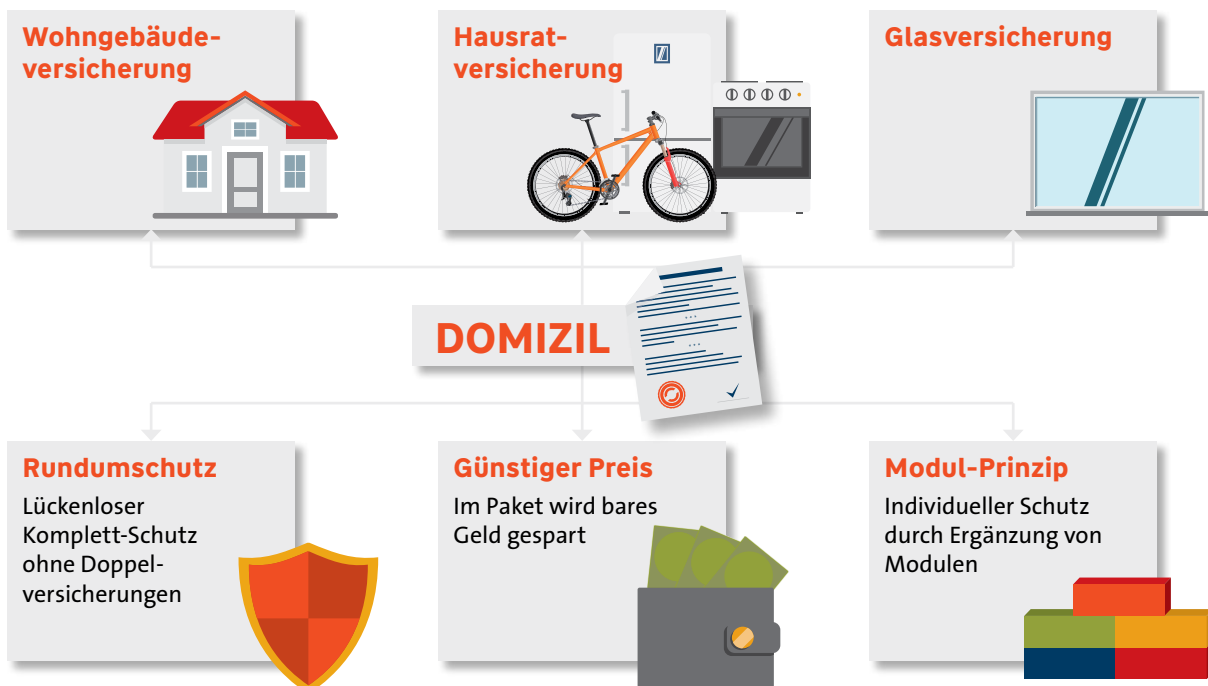 Wohngebäude-
versicherung
Hausrat-
versicherung
Glasversicherung
DOMIZIL
Rundumschutz
Lückenloser
Komplett-Schutz
ohne Doppel-
versicherungen
Günstiger Preis
Im Paket wird bares
Geld gespart
Modul-Prinzip
Individueller Schutz
durch Ergänzung von
Modulen